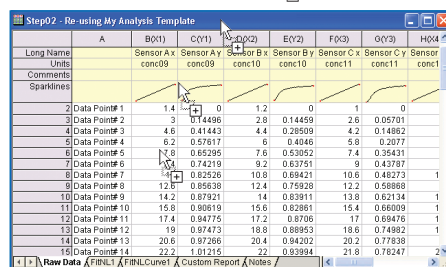 Step02 - Re-using My Analysis Template
A B(X1) C(Y1) D(X2) E(Y2) F(X3) G(Y3) H(X4
Long Name Sensor A x Sensor A y Sensor B x Sensor B y Sensor C x Sensor C y Sensor
Units conc09 conc09 conc10 conc10 conc11 conc11 conc1
Comments
Sparklines
2 Data Point# 1 1.4 0 1.2 0 1 0
3 Data Point# 2 3 0.14496 2.8 0.14459 2.6 0.05701
4 Data Point# 3 4.6 0.41443 4.4 0.28509 4.2 0.14862
5 Data Point# 4 6.2 0.57617 6 0.4046 5.8 0.2077
6 Data Point# 5 7.8 0.65295 7.6 0.53052 7.4 0.35431
7 Data Point# 6 0.74219 9.2 0.63751 9 0.43787
8 Data Point# 7 0.82526 10.8 0.69421 10.6 0.48273 1
9 Data Point# 8 12.6 0.85638 12.4 0.75928 12.2 0.58868
10 Data Point# 9 14.2 0.87921 14 0.83911 13.8 0.62134 1
11 Data Point# 10 15.8 0.90619 15.6 0.82861 15.4 0.66009 1
12 Data Point# 11 17.4 0.94775 17.2 0.8706 17 0.69476 1
13 Data Point# 12 19 0.97473 18.8 0.88953 18.6 0.74982 1
14 Data Point# 13 20.6 0.97266 20.4 0.94202 20.2 0.77838
15 Data Point# 14 22.2 1.01215 22 0.93994 21.8 0.78247 2
Raw Data FitNL1 FitNLCurve1 Custom Report Notes